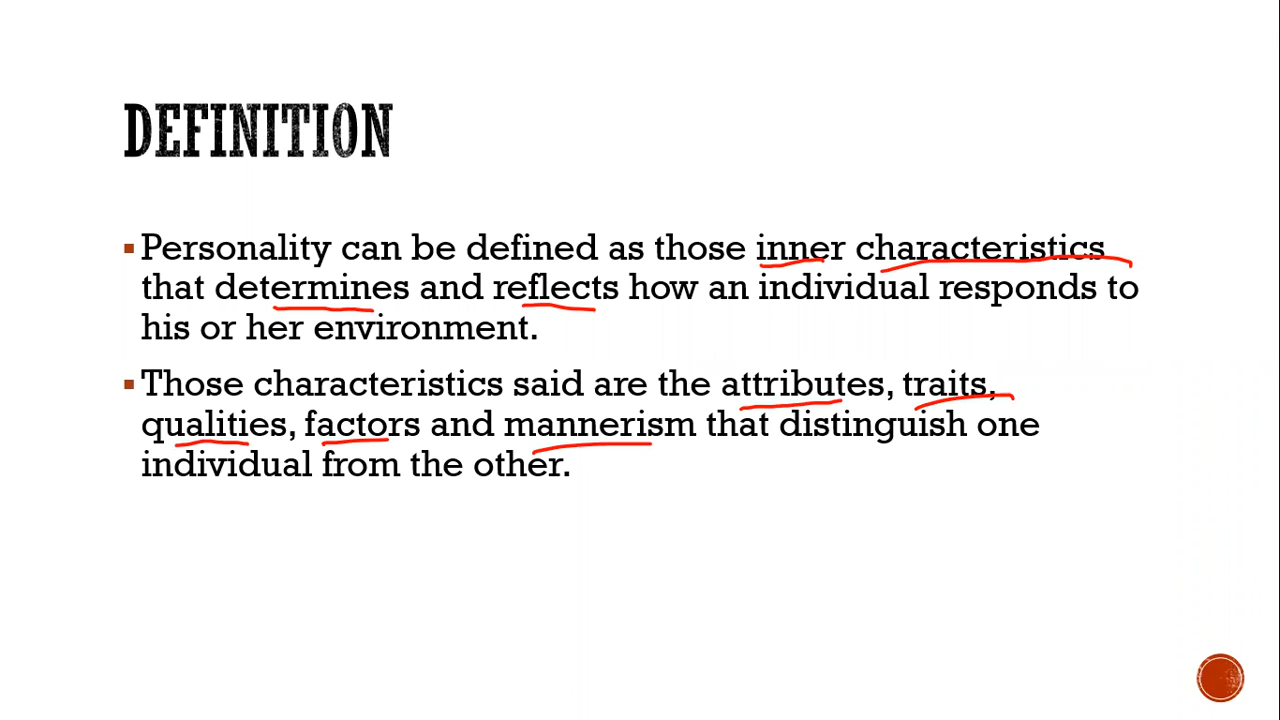 DEFINITION
Personality can be defined as those inner characteristics
that determines and reflects how an individual responds to
his or her environment.
Those characteristics said are the attributes, traits,
qualities, factors and mannerism that distinguish one
individual from the other.